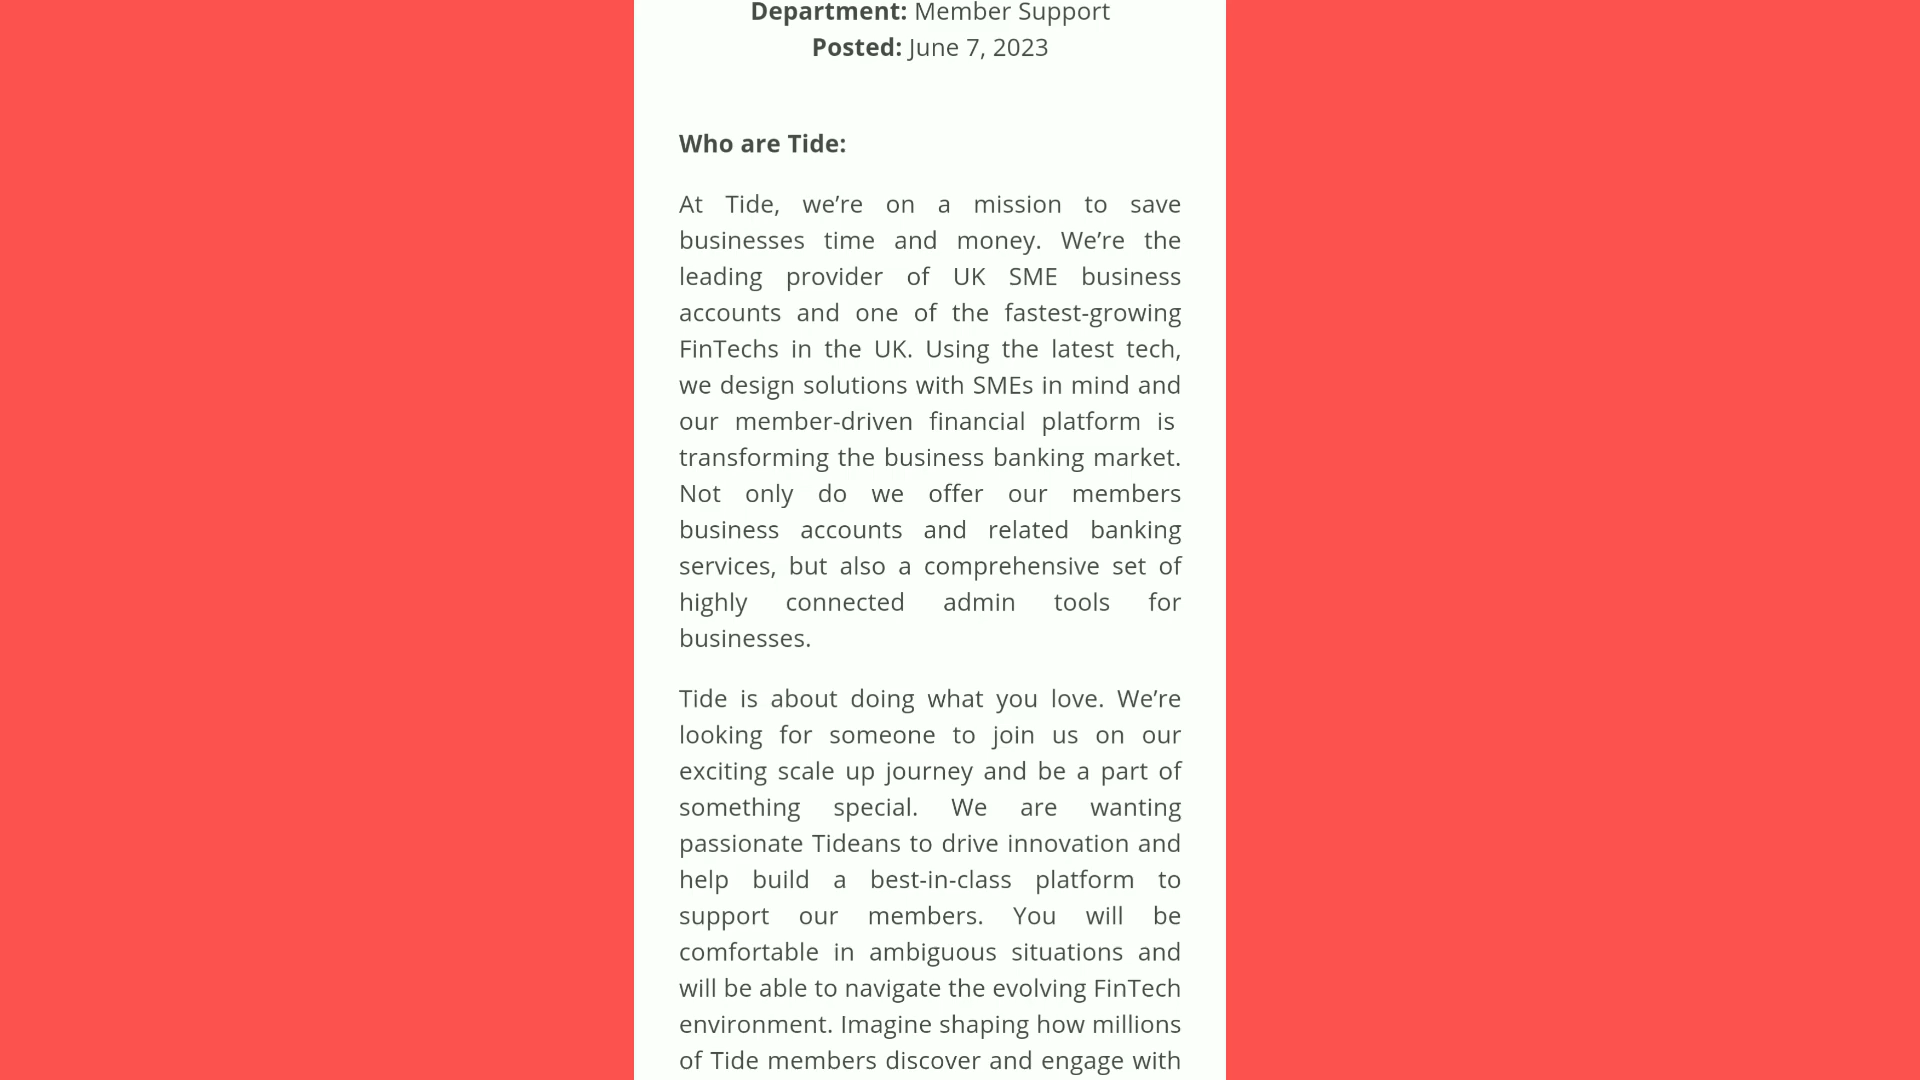 Department: Member Support
Posted: June 7, 2023
Who are Tide:
At Tide, we’re on a mission to save
businesses time and money. We’re the
leading provider of UK SME business
accounts and one of the fastest-growing
FinTechs in the UK. Using the latest tech,
we design solutions with SMEs in mind and
our member-driven financial platform is
transforming the business banking market.
Not only do we offer our members
business accounts and related banking
services, but also a comprehensive set of
highly connected admin tools for
businesses.
Tide is about doing what you love. We’re
looking for someone to join us on our
exciting scale up journey and be a part of
something special. We are wanting
passionate Tideans to drive innovation and
help build a best-in-class platform to
support our members. You will be
comfortable in ambiguous situations and
will be able to navigate the evolving FinTech
environment. Imagine shaping how millions
of Tide members discover and engage with